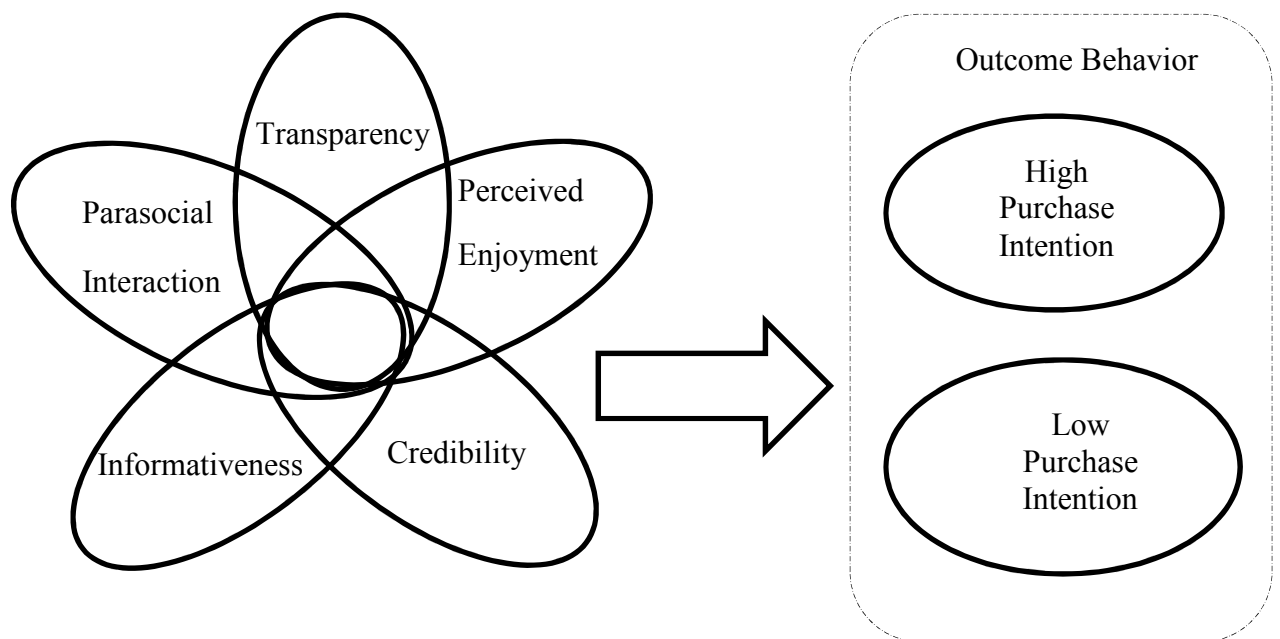 Transparency
Parasocial
Interaction
Perceived
Enjoyment
Informativeness
Credibility
Outcome Behavior
High
Purchase
Intention
Low
Purchase
Intention